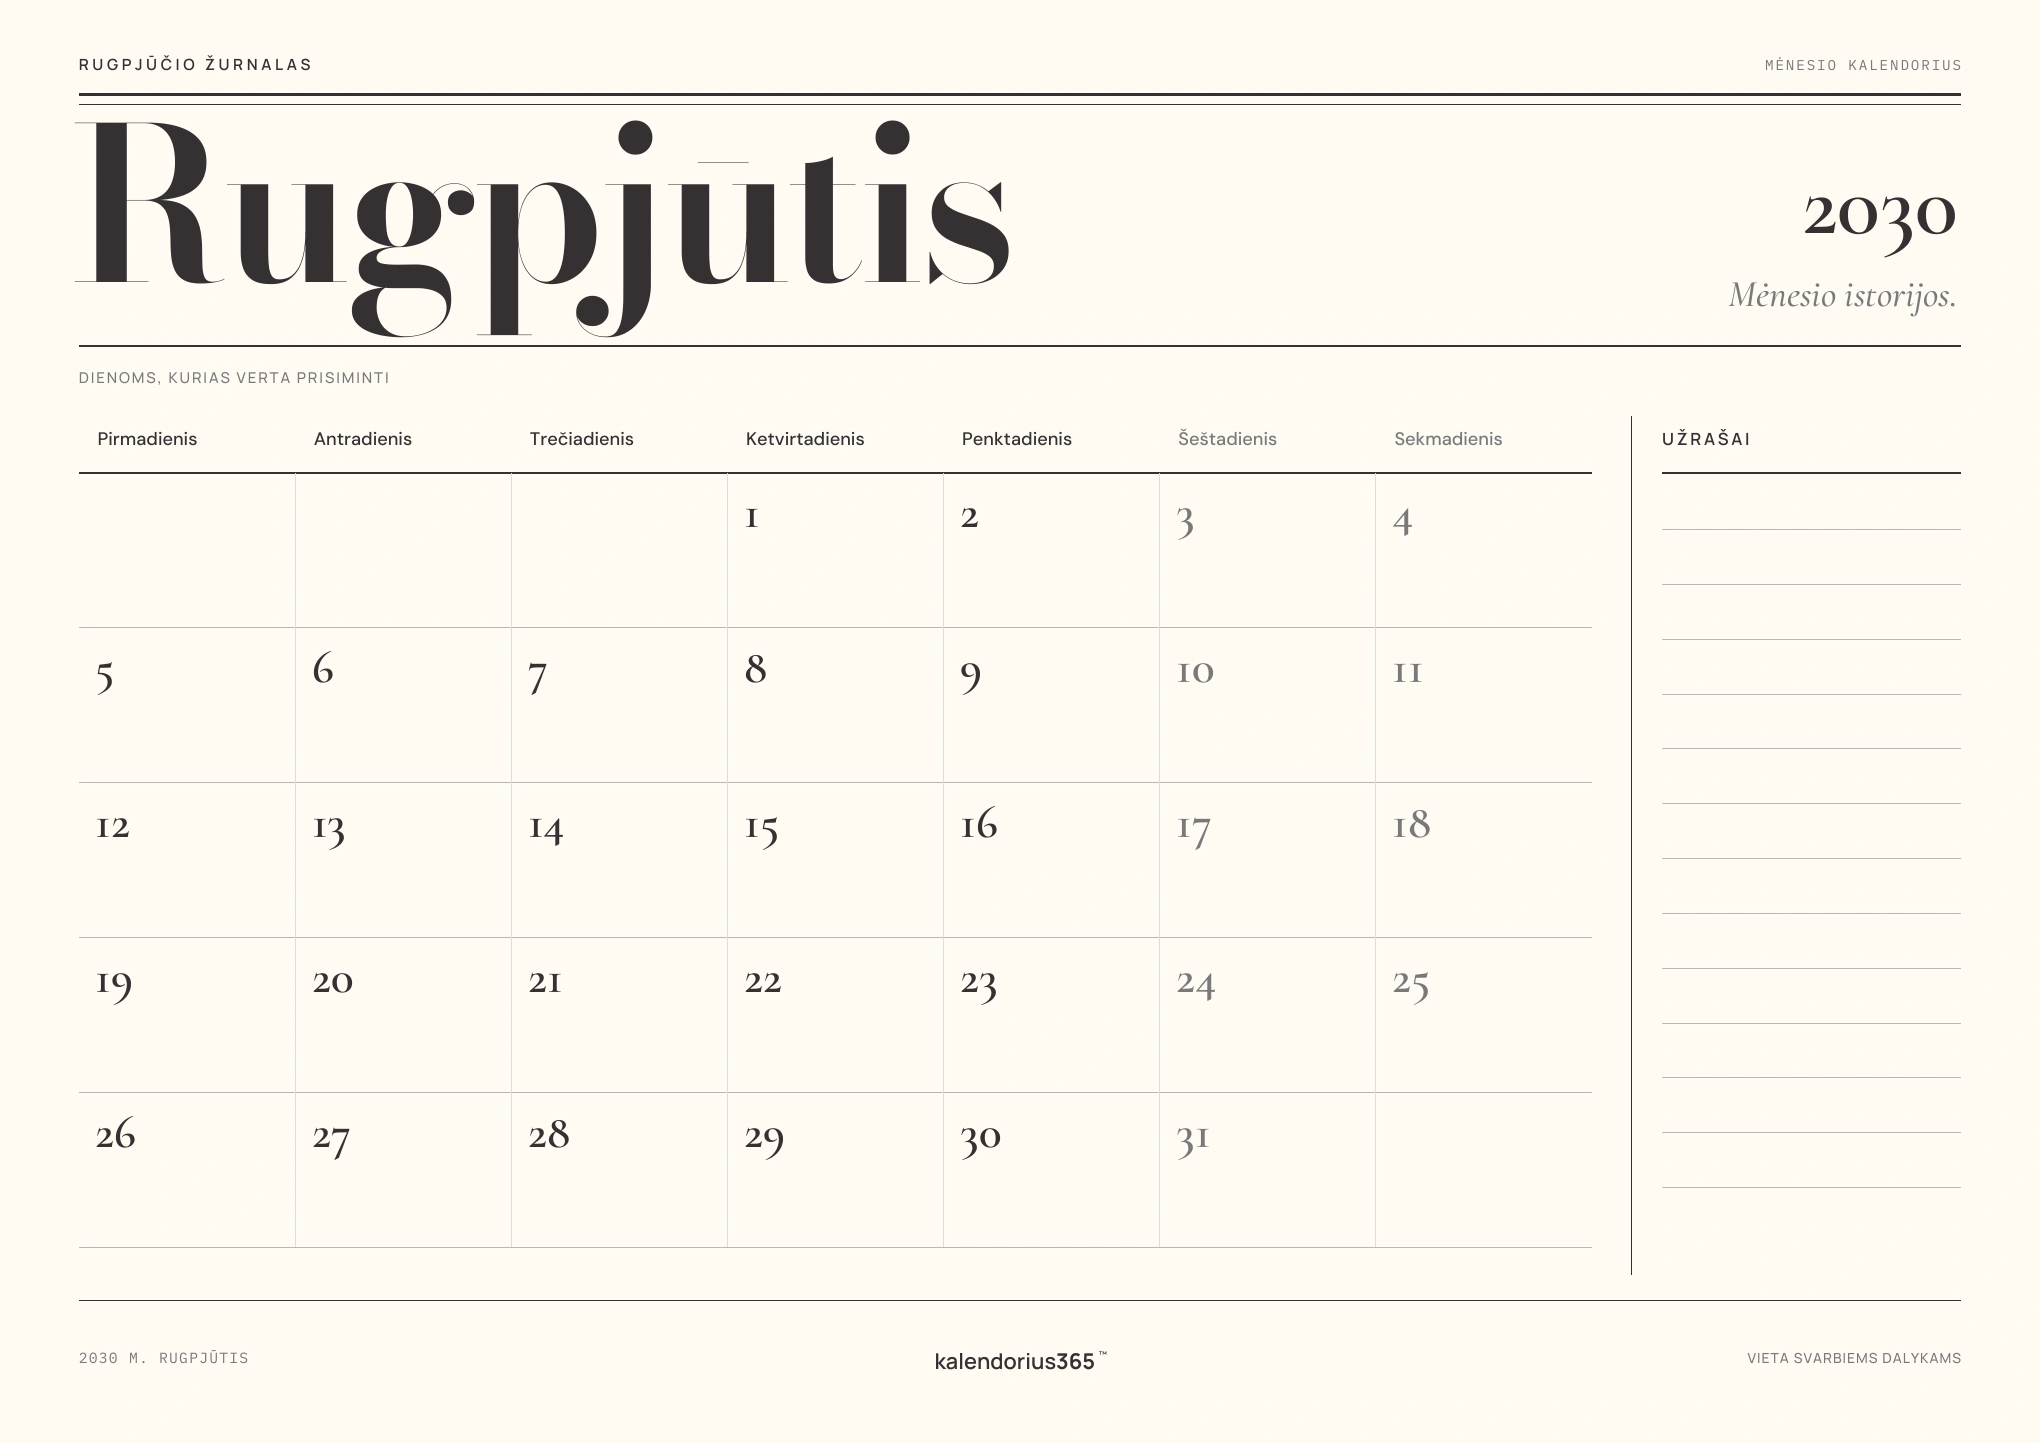 RUGPJŪČIO ŽURNALAS
MĖNESIO KALENDORIUS
Rugpjūtis
2030
Mėnesio istorijos.
DIENOMS, KURIAS VERTA PRISIMINTI
Pirmadienis Antradienis Trečiadienis Ketvirtadienis Penktadienis Šeštadienis Sekmadienis
1 2 3 4
5 6 7 8 9 10 11
12 13 14 15 16 17 18
19 20 21 22 23 24 25
26 27 28 29 30 31
UŽRAŠAI
2030 M. RUGPJŪTIS
kalendorius365™
VIETA SVARBIEMS DALYKAMS